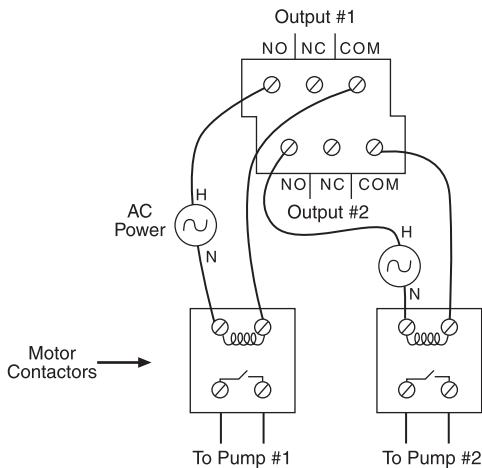 Output #1
NO NC COM
NO NC COM
Output #2
H
AC
Power
N
H
N
Motor
Contactors
To Pump #1
To Pump #2